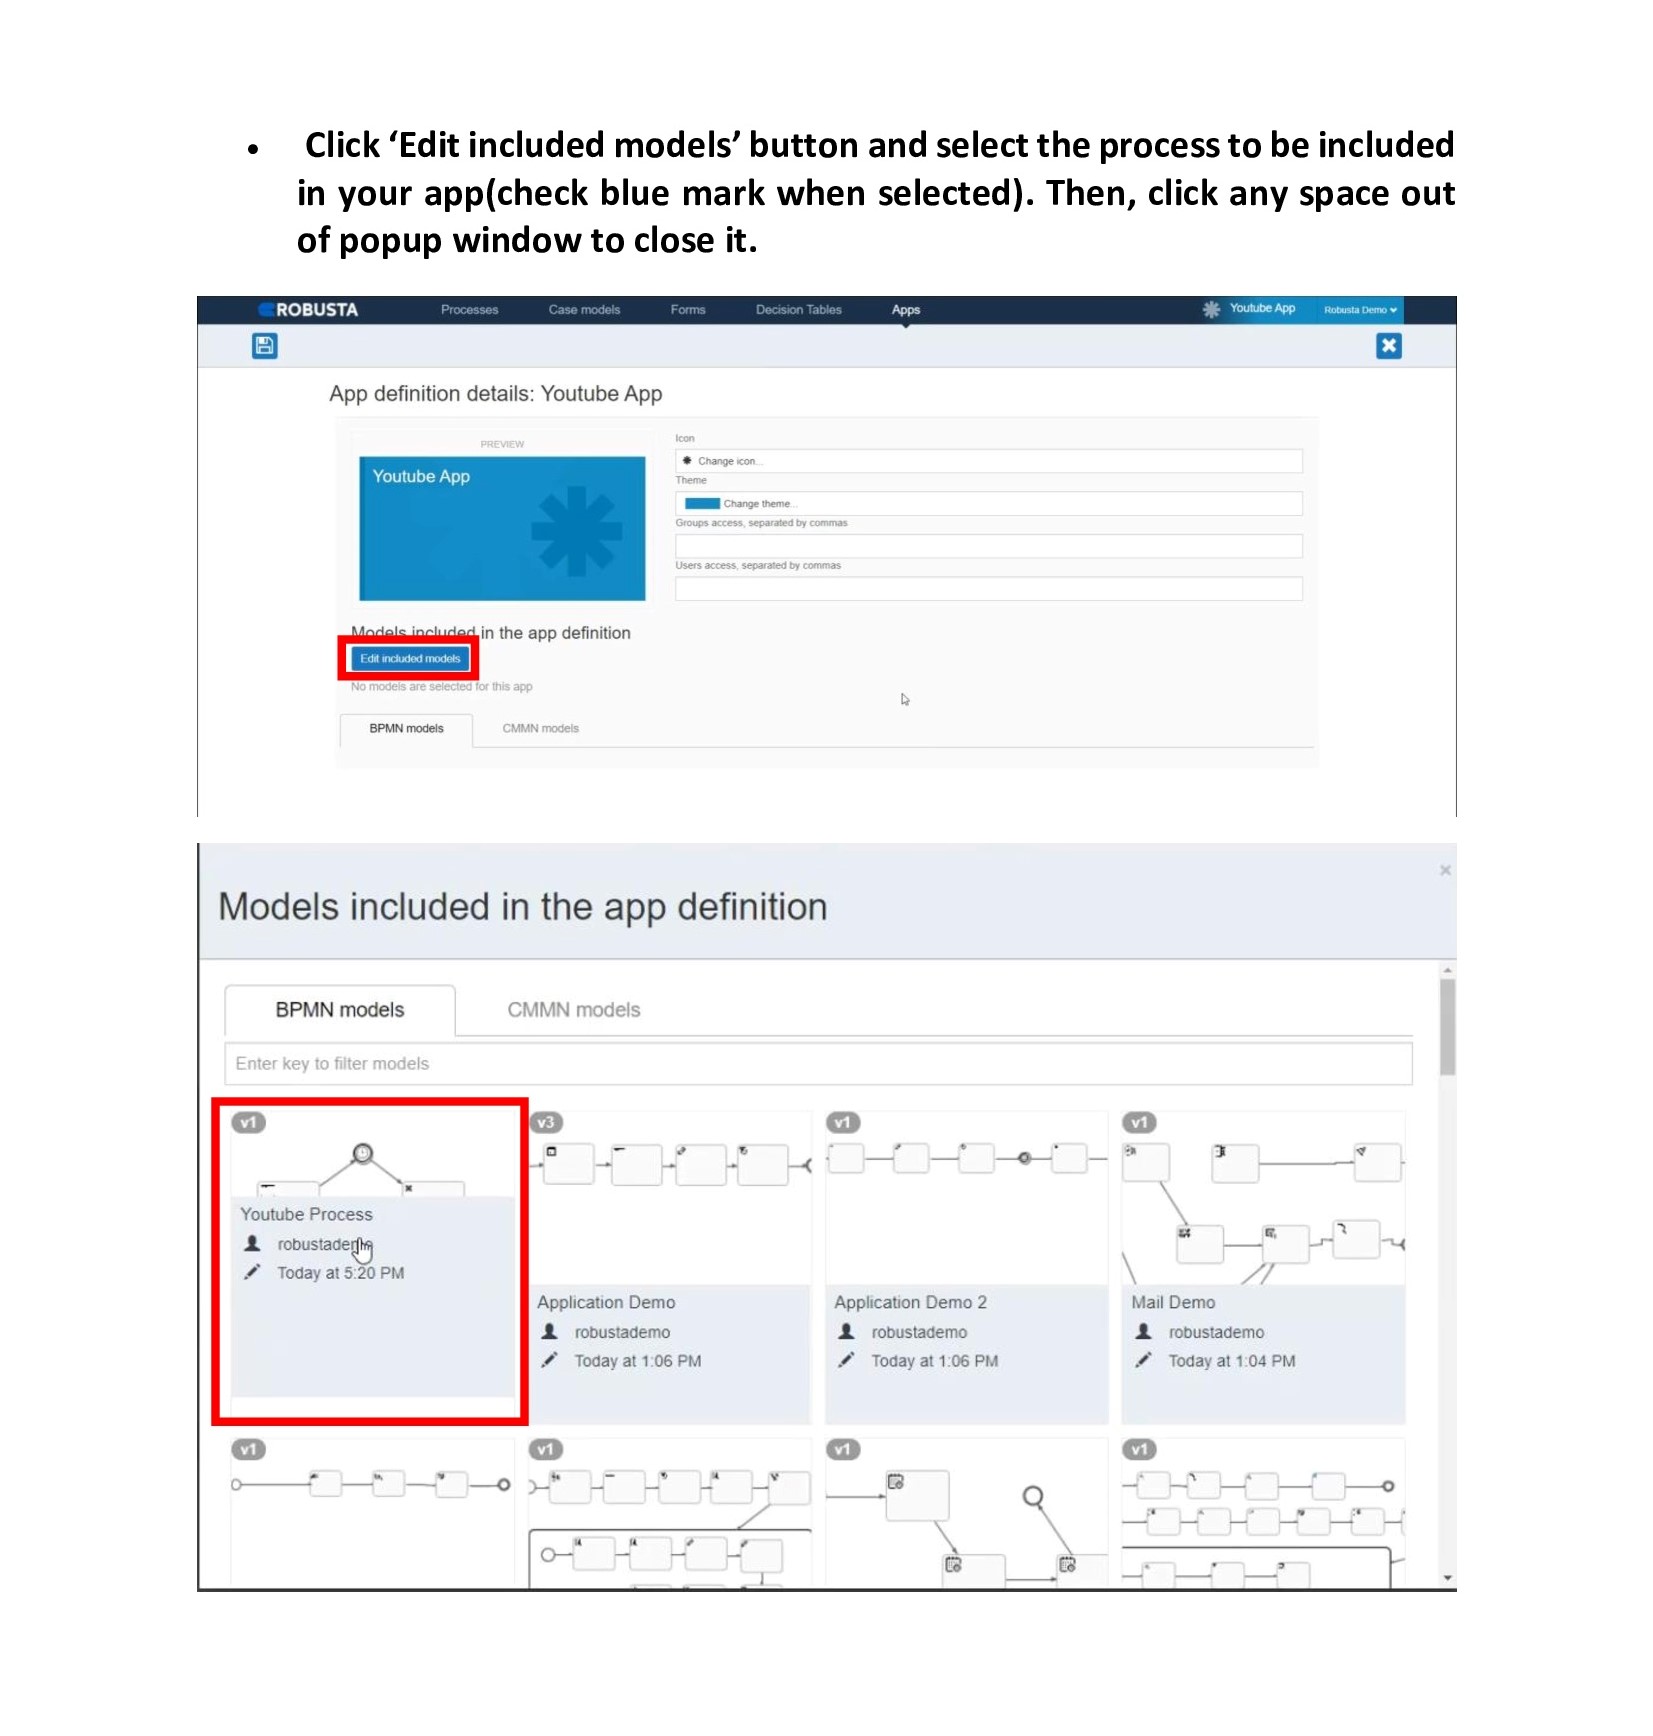 • Click ‘Edit included models’ button and select the process to be included
in your app(check blue mark when selected). Then, click any space out
of popup window to close it.
ROBUSTA Processes Case models Forms Decision Tables Apps Youtube App Robusta Demo
App definition details: Youtube App
PREVIEW
Youtube App
Icon
Change icon...
Theme
Change theme...
Groups access, separated by commas
Users access, separated by commas
Models included in the app definition
Edit included models
No models are selected for this app
BPMN models CMMN models
Models included in the app definition
×
BPMN models CMMN models
Enter key to filter models
v1 v3 v1 v1
Youtube Process
robustademo
Today at 5:20 PM
Application Demo
robustademo
Today at 1:06 PM
Application Demo 2
robustademo
Today at 1:06 PM
Mail Demo
robustademo
Today at 1:04 PM
v1 v1 v1 v1